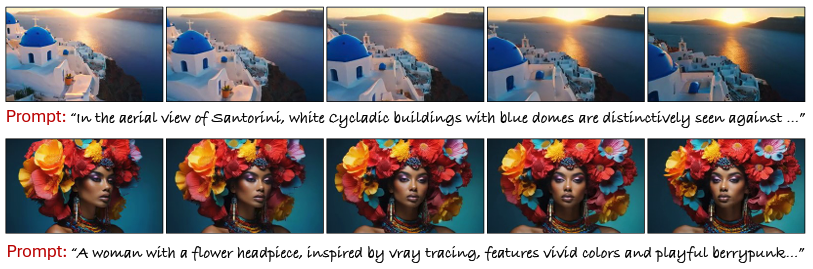 Prompt: "In the aerial view of Santorini, white Cycladic buildings with blue domes are distinctively seen against ..."
Prompt: "A woman with a flower headpiece, inspired by vray tracing, features vivid colors and playful berrypunk..."